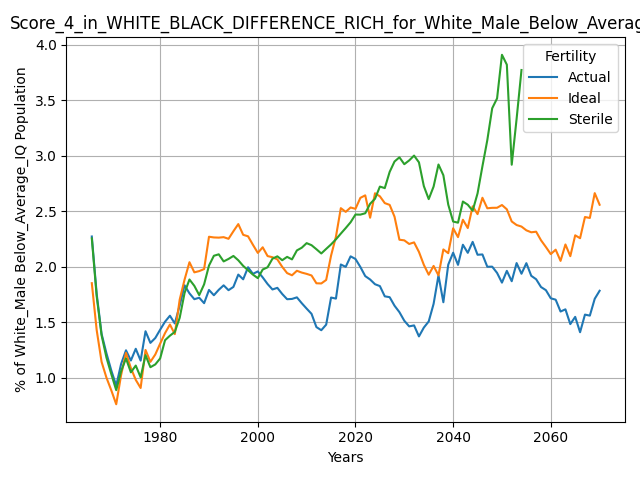 Score_4_in_WHITE_BLACK_DIFFERENCE_RICH_for_White_Male_Below_Averag
Fertility
Actual
Ideal
Sterile
% of White_Male Below_Average_IQ Population
4.0
3.5
3.0
2.5
2.0
1.5
1.0
1980
2000
2020
2040
2060
Years